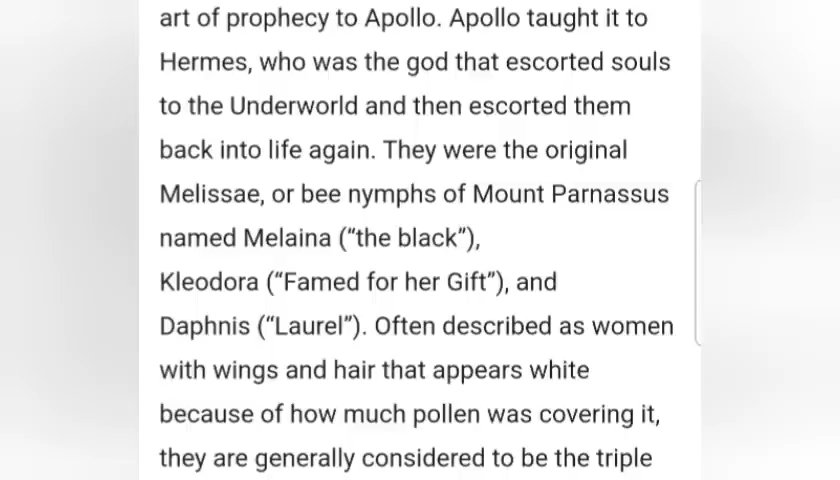 art of prophecy to Apollo. Apollo taught it to
Hermes, who was the god that escorted souls
to the Underworld and then escorted them
back into life again. They were the original
Melissae, or bee nymphs of Mount Parnassus
named Melaina (“the black”),
Kleodora (“Famed for her Gift”), and
Daphnis (“Laurel”). Often described as women
with wings and hair that appears white
because of how much pollen was covering it,
they are generally considered to be the triple